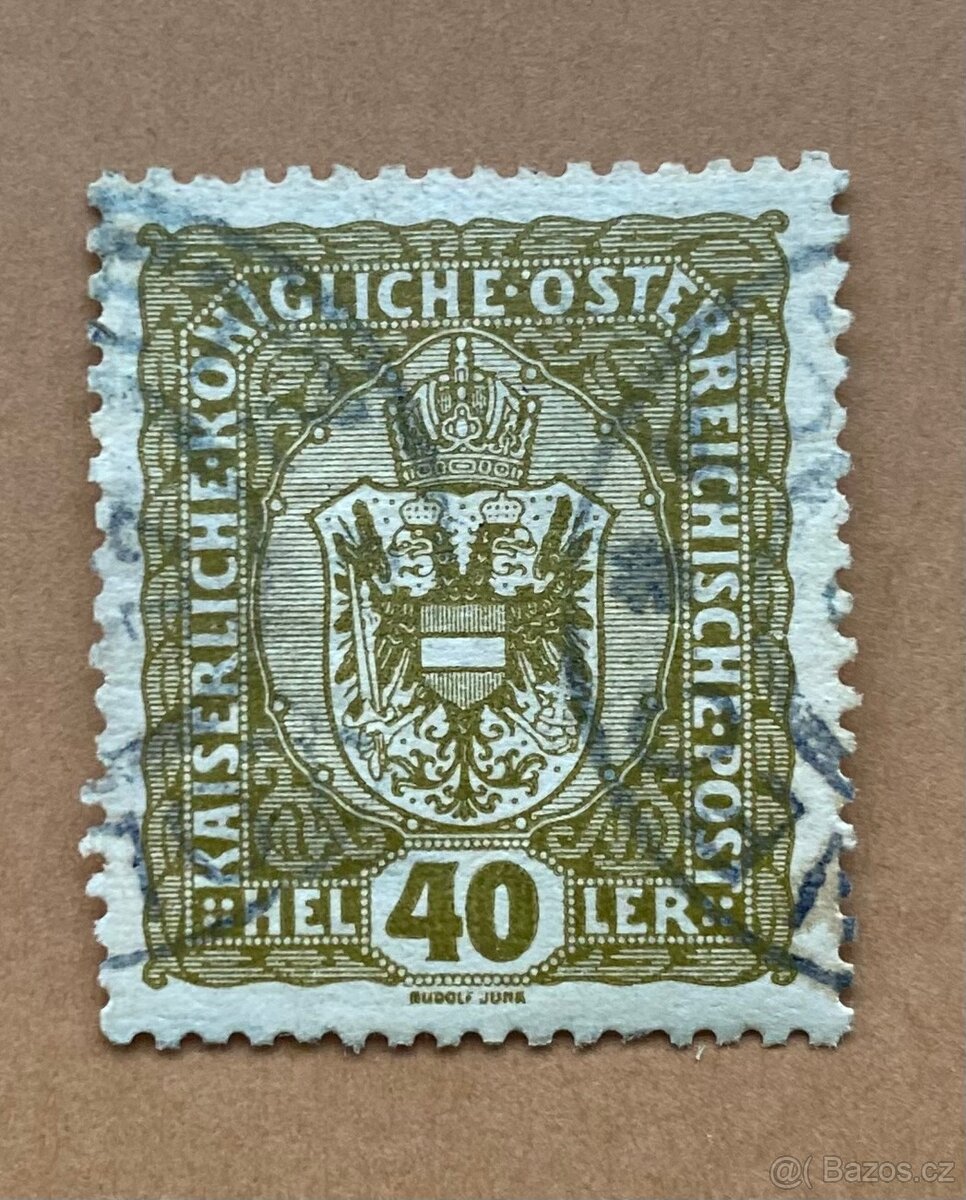 KAISERLICHE·KÖNIGLICHE·ÖSTERREICHISCHE·POST
HEL 40 LER
RUDOLF JUNK
@( Bazos.cz